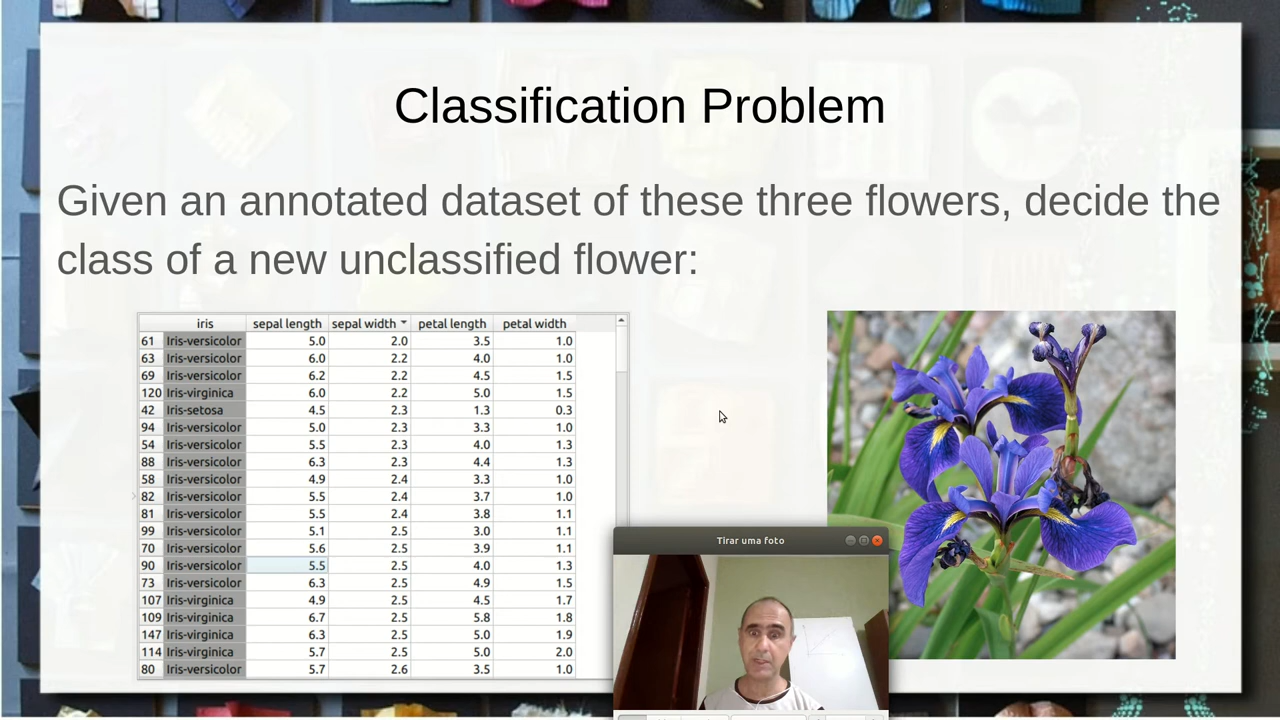 Classification Problem
Given an annotated dataset of these three flowers, decide the
class of a new unclassified flower:
iris sepal length sepal width petal length petal width
61 Iris-versicolor 5.0 2.0 3.5 1.0
63 Iris-versicolor 6.0 2.2 4.0 1.0
69 Iris-versicolor 6.2 2.2 4.5 1.5
120 Iris-virginica 6.0 2.2 5.0 1.5
42 Iris-setosa 4.5 2.3 1.3 0.3
94 Iris-versicolor 5.0 2.3 3.3 1.0
54 Iris-versicolor 5.5 2.3 4.0 1.3
88 Iris-versicolor 6.3 2.3 4.4 1.3
58 Iris-versicolor 4.9 2.4 3.3 1.0
82 Iris-versicolor 5.5 2.4 3.7 1.0
81 Iris-versicolor 5.5 2.4 3.8 1.1
99 Iris-versicolor 5.1 2.5 3.0 1.1
70 Iris-versicolor 5.6 2.5 3.9 1.1
90 Iris-versicolor 5.5 2.5 4.0 1.3
73 Iris-versicolor 6.3 2.5 4.9 1.5
107 Iris-virginica 4.9 2.5 4.5 1.7
109 Iris-virginica 6.7 2.5 5.8 1.8
147 Iris-virginica 6.3 2.5 5.0 1.9
114 Iris-virginica 5.7 2.5 5.0 2.0
80 Iris-versicolor 5.7 2.6 3.5 1.0
Tirar uma foto